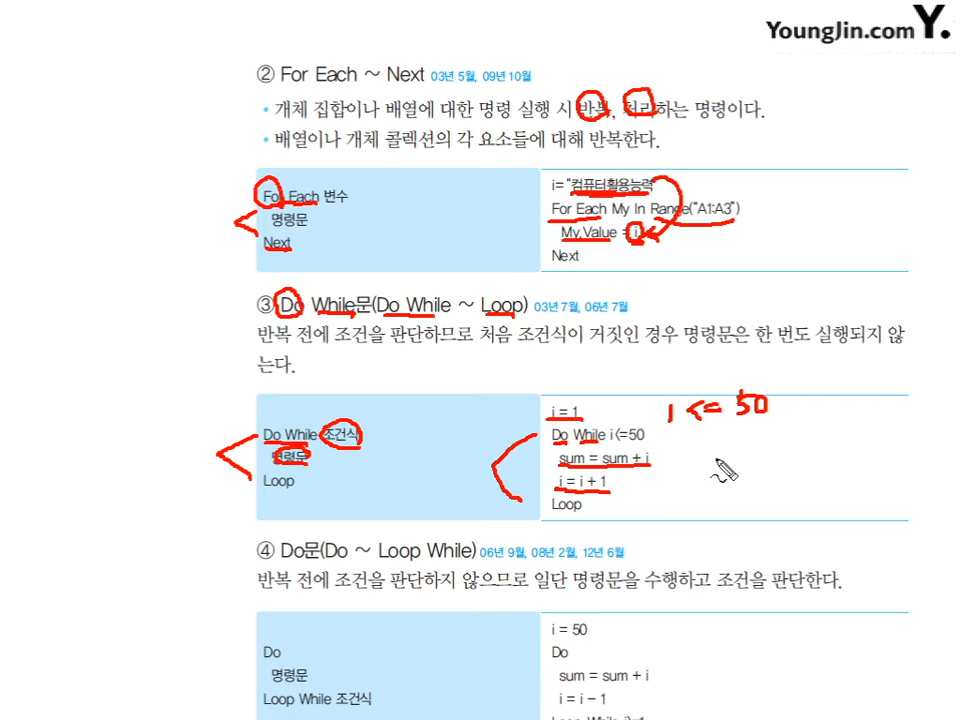 YoungJin.com Y.
② For Each ~ Next 03년 5월, 09년 10월
• 개체 집합이나 배열에 대한 명령 실행 시 반복, 처리하는 명령이다.
• 배열이나 개체 콜렉션의 각 요소들에 대해 반복한다.
For Each 변수
명령문
Next
i= "컴퓨터활용능력"
For Each My In Range("A1:A3")
My.Value = i
Next
③ Do While문(Do While ~ Loop) 03년 7월, 06년 7월
반복 전에 조건을 판단하므로 처음 조건식이 거짓인 경우 명령문은 한 번도 실행되지 않
는다.
Do While 조건식
명령문
Loop
i = 1
Do While i<=50
sum = sum + i
i = i + 1
Loop
1 <= 50
④ Do문(Do ~ Loop While) 06년 9월, 08년 2월, 12년 6월
반복 전에 조건을 판단하지 않으므로 일단 명령문을 수행하고 조건을 판단한다.
Do
명령문
Loop While 조건식
i = 50
Do
sum = sum + i
i = i − 1